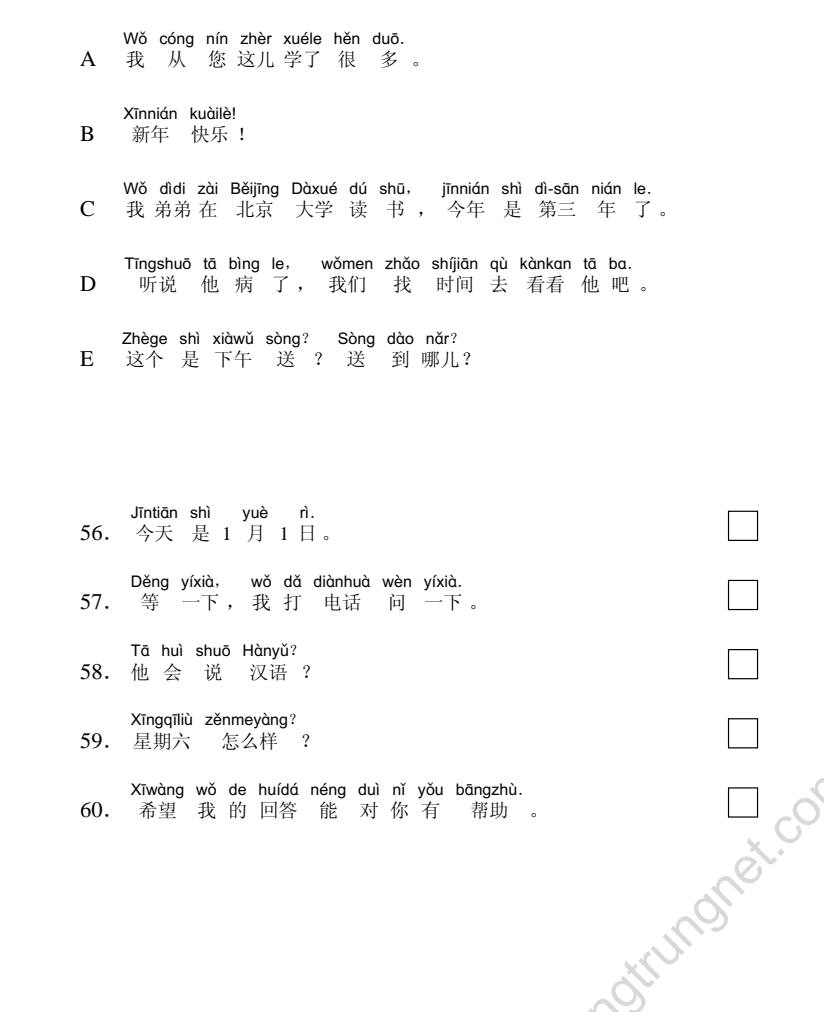 Wǒ cóng nín zhèr xuéle hěn duō.
A 我 从 您 这儿 学了 很 多 。
Xīnnián kuàilè!
B 新年 快乐 !
Wǒ dìdi zài Běijīng Dàxué dú shū, jīnnián shì dì-sān nián le.
C 我 弟弟 在 北京 大学 读 书 , 今年 是 第三 年 了 。
Tīngshuō tā bìng le, wǒmen zhǎo shíjiān qù kànkan tā ba.
D 听说 他 病 了 , 我们 找 时间 去 看看 他 吧 。
Zhège shì xiàwǔ sòng? Sòng dào nǎr?
E 这个 是 下午 送 ? 送 到 哪儿?
Jīntiān shì yuè rì.
56. 今天 是 1 月 1 日 。
Děng yíxià, wǒ dǎ diànhuà wèn yíxià.
57. 等 一下 , 我 打 电话 问 一下 。
Tā huì shuō Hànyǔ?
58. 他 会 说 汉语 ?
Xīngqīliù zěnmeyàng?
59. 星期六 怎么样 ?
Xīwàng wǒ de huídá néng duì nǐ yǒu bāngzhù.
60. 希望 我 的 回答 能 对 你 有 帮助 。